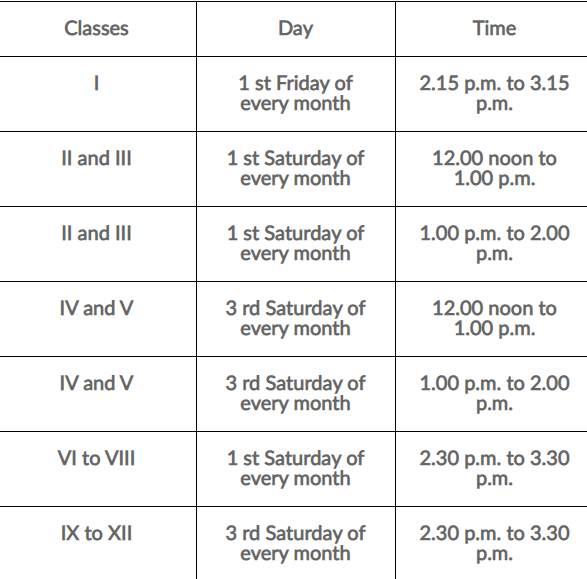 Classes Day Time
I 1 st Friday of every month 2.15 p.m. to 3.15 p.m.
II and III 1 st Saturday of every month 12.00 noon to 1.00 p.m.
II and III 1 st Saturday of every month 1.00 p.m. to 2.00 p.m.
IV and V 3 rd Saturday of every month 12.00 noon to 1.00 p.m.
IV and V 3 rd Saturday of every month 1.00 p.m. to 2.00 p.m.
VI to VIII 1 st Saturday of every month 2.30 p.m. to 3.30 p.m.
IX to XII 3 rd Saturday of every month 2.30 p.m. to 3.30 p.m.